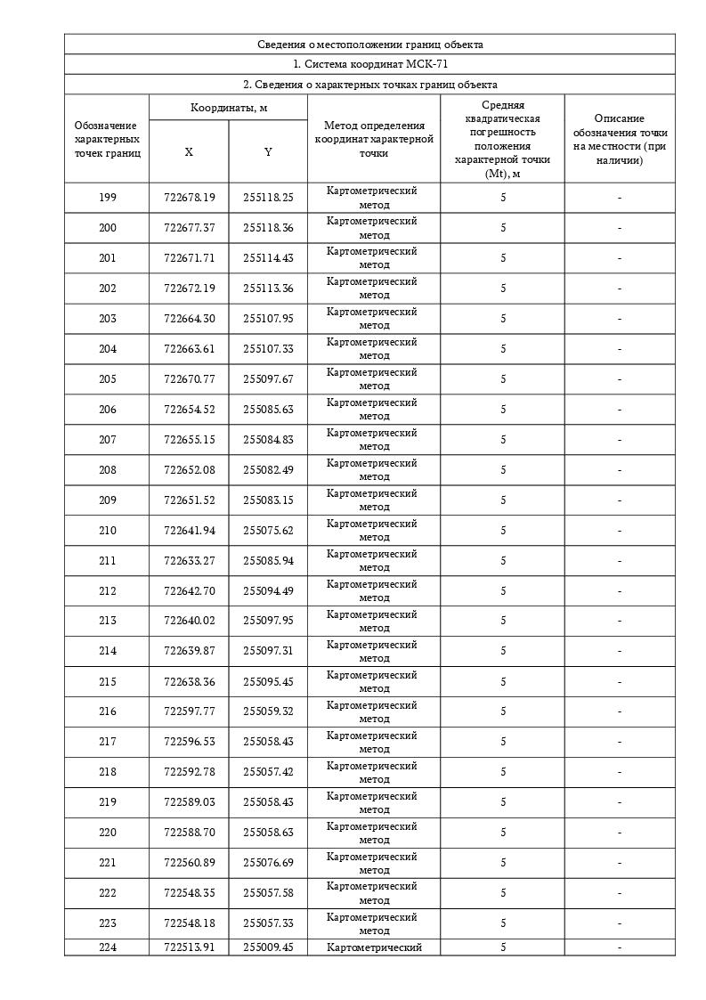 Сведения о местоположении границ объекта
1. Система координат МСК-71
2. Сведения о характерных точках границ объекта
Обозначение характерных точек границ
Координаты, м
X
Y
Метод определения координат характерной точки
Средняя квадратическая погрешность положения характерной точки (Mt), м
Описание обозначения точки на местности (при наличии)
199 722678.19 255118.25 Картометрический метод 5 -
200 722677.37 255118.36 Картометрический метод 5 -
201 722671.71 255114.43 Картометрический метод 5 -
202 722672.19 255113.36 Картометрический метод 5 -
203 722664.30 255107.95 Картометрический метод 5 -
204 722663.61 255107.33 Картометрический метод 5 -
205 722670.77 255097.67 Картометрический метод 5 -
206 722654.52 255085.63 Картометрический метод 5 -
207 722655.15 255084.83 Картометрический метод 5 -
208 722652.08 255082.49 Картометрический метод 5 -
209 722651.52 255083.15 Картометрический метод 5 -
210 722641.94 255075.62 Картометрический метод 5 -
211 722633.27 255085.94 Картометрический метод 5 -
212 722642.70 255094.49 Картометрический метод 5 -
213 722640.02 255097.95 Картометрический метод 5 -
214 722639.87 255097.31 Картометрический метод 5 -
215 722638.36 255095.45 Картометрический метод 5 -
216 722597.77 255059.32 Картометрический метод 5 -
217 722596.53 255058.43 Картометрический метод 5 -
218 722592.78 255057.42 Картометрический метод 5 -
219 722589.03 255058.43 Картометрический метод 5 -
220 722588.70 255058.63 Картометрический метод 5 -
221 722560.89 255076.69 Картометрический метод 5 -
222 722548.35 255057.58 Картометрический метод 5 -
223 722548.18 255057.33 Картометрический метод 5 -
224 722513.91 255009.45 Картометрический 5 -